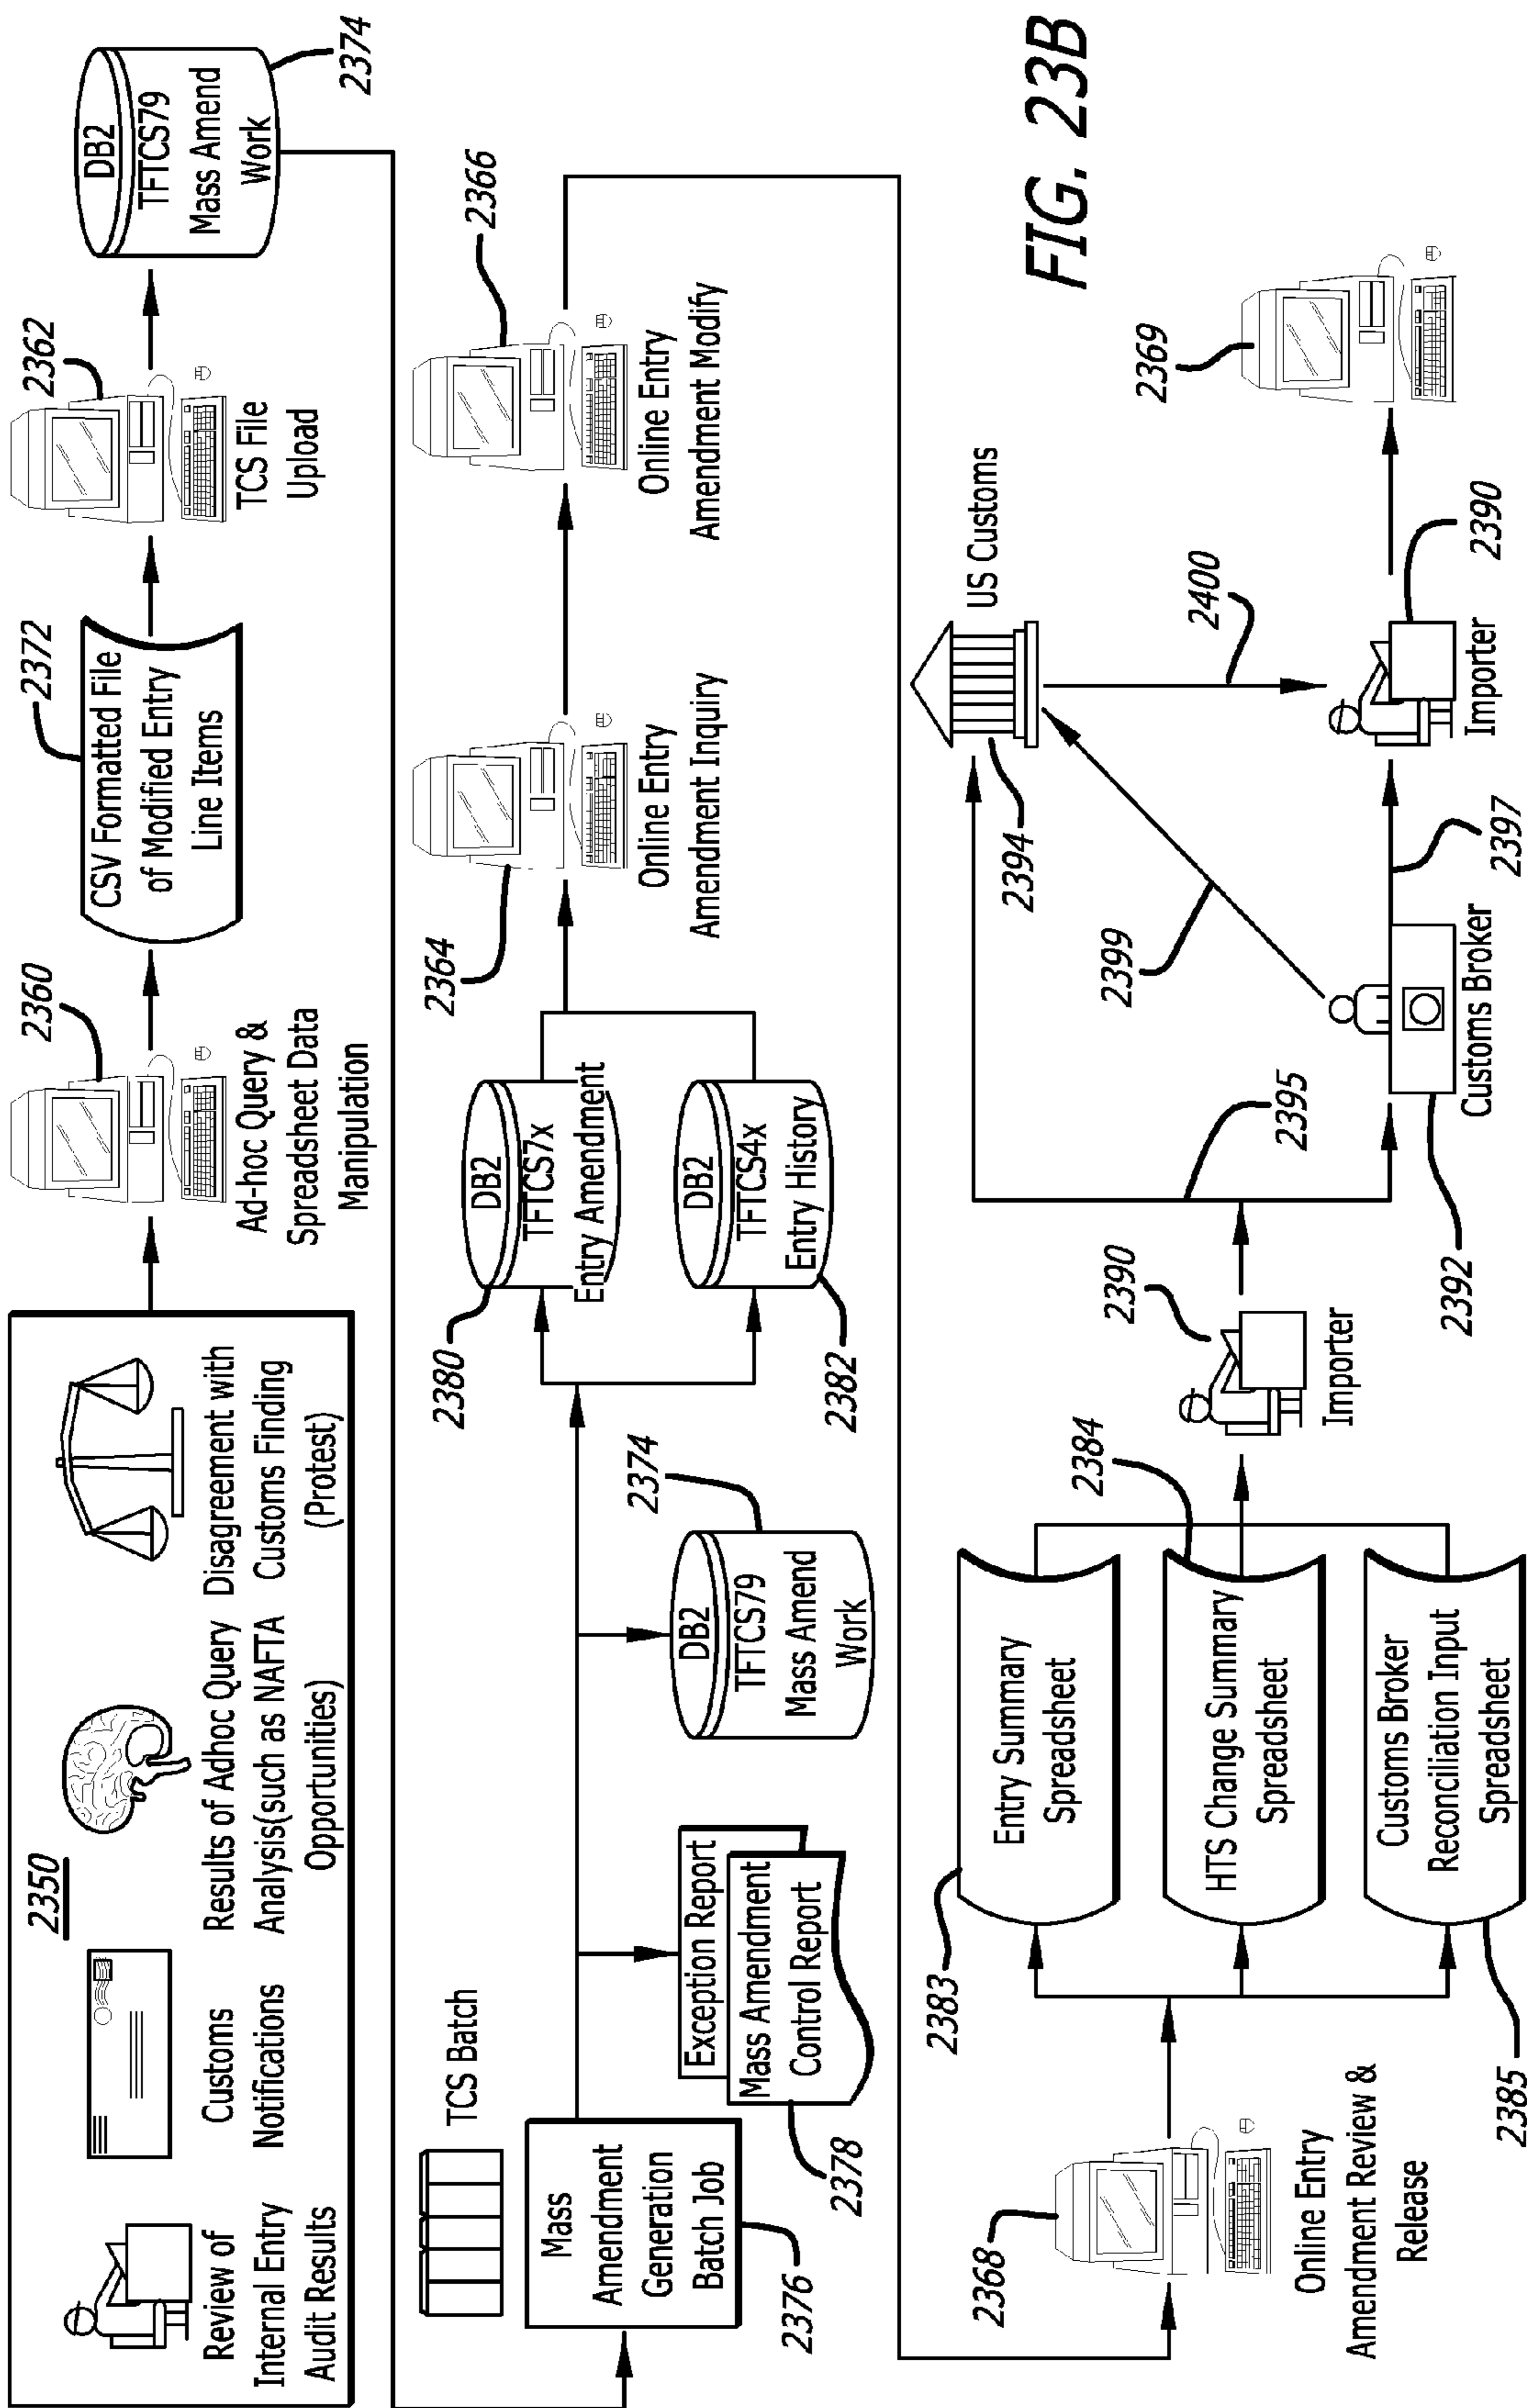 2350
Review of
Internal Entry
Audit Results
Customs
Notifications
Results of Adhoc Query
Analysis(such as NAFTA
Opportunities)
Disagreement with
Customs Finding
(Protest)
2360
Ad-hoc Query &
Spreadsheet Data
Manipulation
2372
CSV Formatted File
of Modified Entry
Line Items
2362
TCS File
Upload
DB2
TFTCS79
Mass Amend
Work
2374
TCS Batch
Mass
Amendment
Generation
Batch Job
2376
Exception Report
Mass Amendment
Control Report
2378
2374
DB2
TFTCS79
Mass Amend
Work
2380
DB2
TFTCS7x
Entry Amendment
DB2
TFTCS4x
Entry History
2382
2364
Online Entry
Amendment Inquiry
2366
Online Entry
Amendment Modify
2368
Online Entry
Amendment Review &
Release
2383
Entry Summary
Spreadsheet
2384
HTS Change Summary
Spreadsheet
Customs Broker
Reconciliation Input
Spreadsheet
2385
2390
Importer
2395
2392
Customs Broker
2399
2394
US Customs
2397
2400
Importer
2390
2369
FIG. 23B